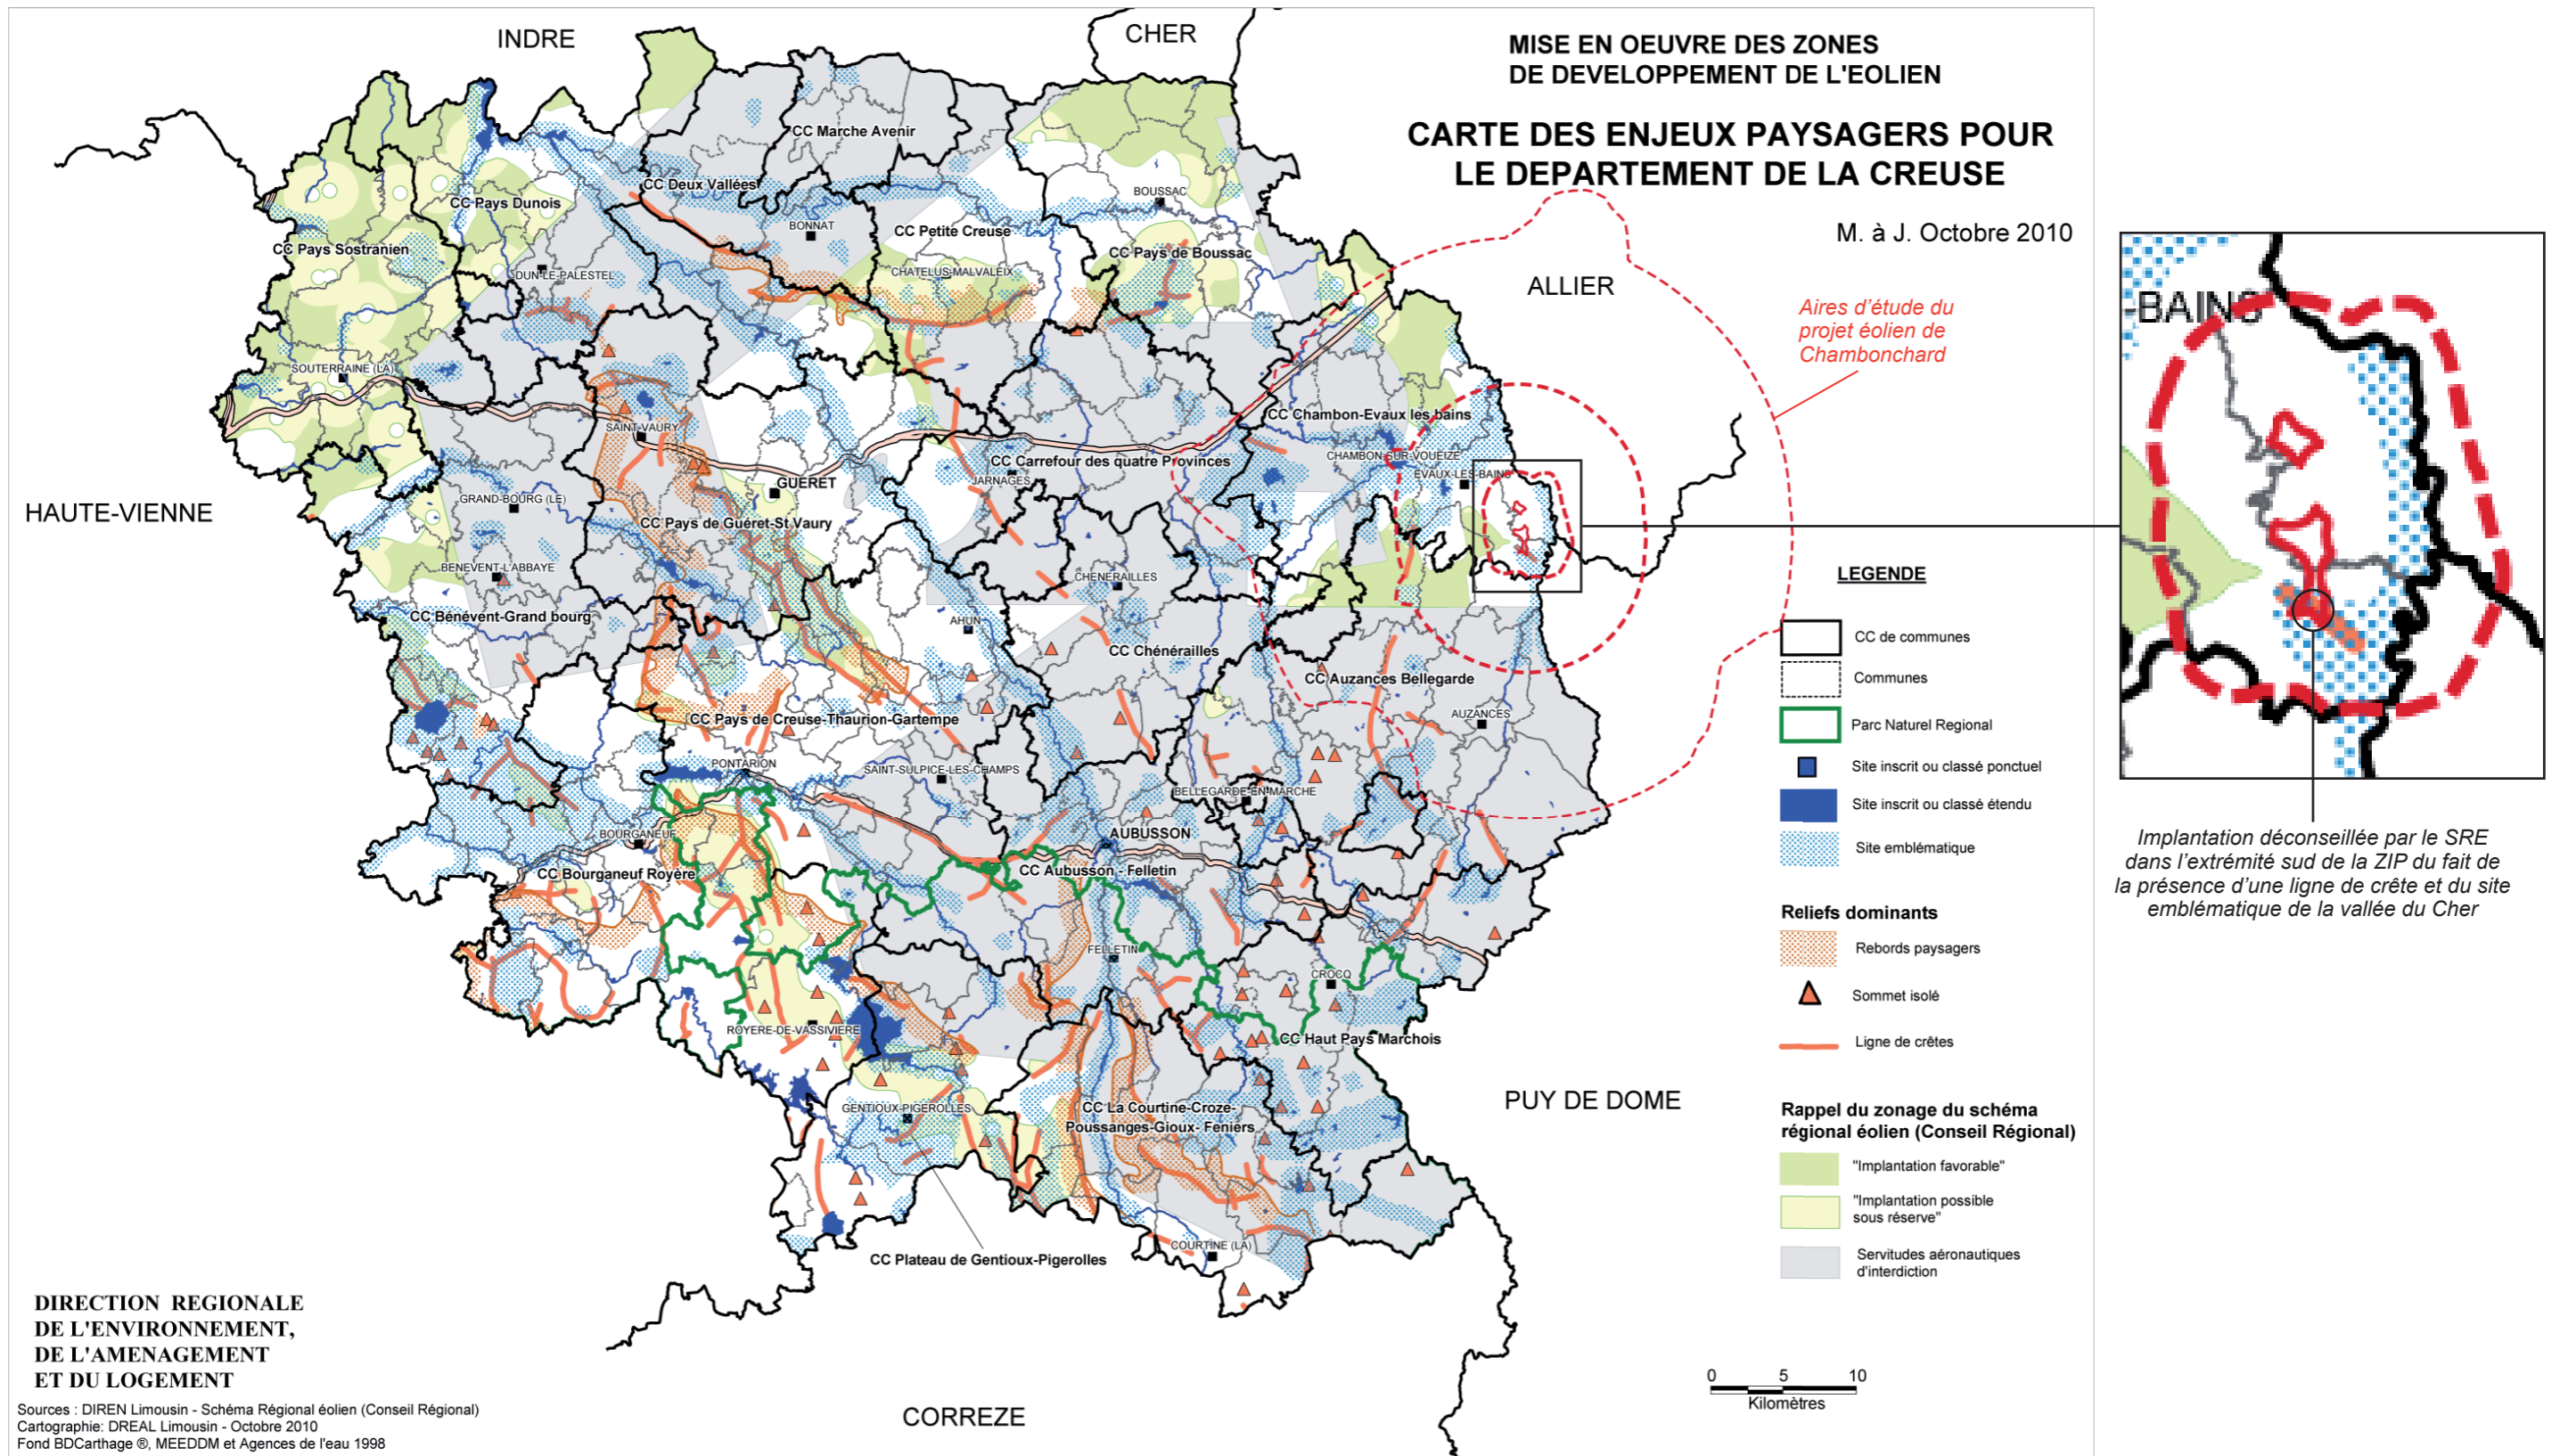 INDRE
CHER
MISE EN OEUVRE DES ZONES
DE DEVELOPPEMENT DE L'EOLIEN
CARTE DES ENJEUX PAYSAGERS POUR
LE DEPARTEMENT DE LA CREUSE
M. à J. Octobre 2010
CC Marche Avenir
CC Deux Vallées
CC Pays Dunois
BOUSSAC
BONNAT
CC Petite Creuse
CC Pays Sostranien
CC Pays de Boussac
DUN-LE-PALESTEL
CHATELUS-MALVALEIX
ALLIER
Aires d'étude du
projet éolien de
Chambonchard
-BAINS
SOUTERRAINE (LA)
CC Chambon-Evaux les bains
SAINT-VAURY
CHAMBON-SUR-VOUEIZE
CC Carrefour des quatre Provinces
EVAUX-LES-BAINS
JARNAGES
GUERET
GRAND-BOURG (LE)
HAUTE-VIENNE
CC Pays de Guéret-St Vaury
BENEVENT-L'ABBAYE
CHENERAILLES
CC Bénévent-Grand bourg
AHUN
CC Chénérailles
CC Auzances Bellegarde
AUZANCES
CC Pays de Creuse-Thaurion-Gartempe
PONTARION
SAINT-SULPICE-LES-CHAMPS
BELLEGARDE-EN-MARCHE
BOURGANEUF
AUBUSSON
CC Bourganeuf Royère
CC Aubusson - Felletin
FELLETIN
CROCQ
ROYERE-DE-VASSIVIERE
CC Haut Pays Marchois
GENTIOUX-PIGEROLLES
CC La Courtine-Croze-
Poussanges-Gioux- Feniers
PUY DE DOME
COURTINE (LA)
CC Plateau de Gentioux-Pigerolles
CORREZE
LEGENDE
CC de communes
Communes
Parc Naturel Regional
Site inscrit ou classé ponctuel
Site inscrit ou classé étendu
Site emblématique
Reliefs dominants
Rebords paysagers
Sommet isolé
Ligne de crêtes
Rappel du zonage du schéma
régional éolien (Conseil Régional)
"Implantation favorable"
"Implantation possible
sous réserve"
Servitudes aéronautiques
d'interdiction
Implantation déconseillée par le SRE
dans l'extrémité sud de la ZIP du fait de
la présence d'une ligne de crête et du site
emblématique de la vallée du Cher
0 5 10
Kilomètres
DIRECTION REGIONALE
DE L'ENVIRONNEMENT,
DE L'AMENAGEMENT
ET DU LOGEMENT
Sources : DIREN Limousin - Schéma Régional éolien (Conseil Régional)
Cartographie: DREAL Limousin - Octobre 2010
Fond BDCarthage ®, MEEDDM et Agences de l'eau 1998